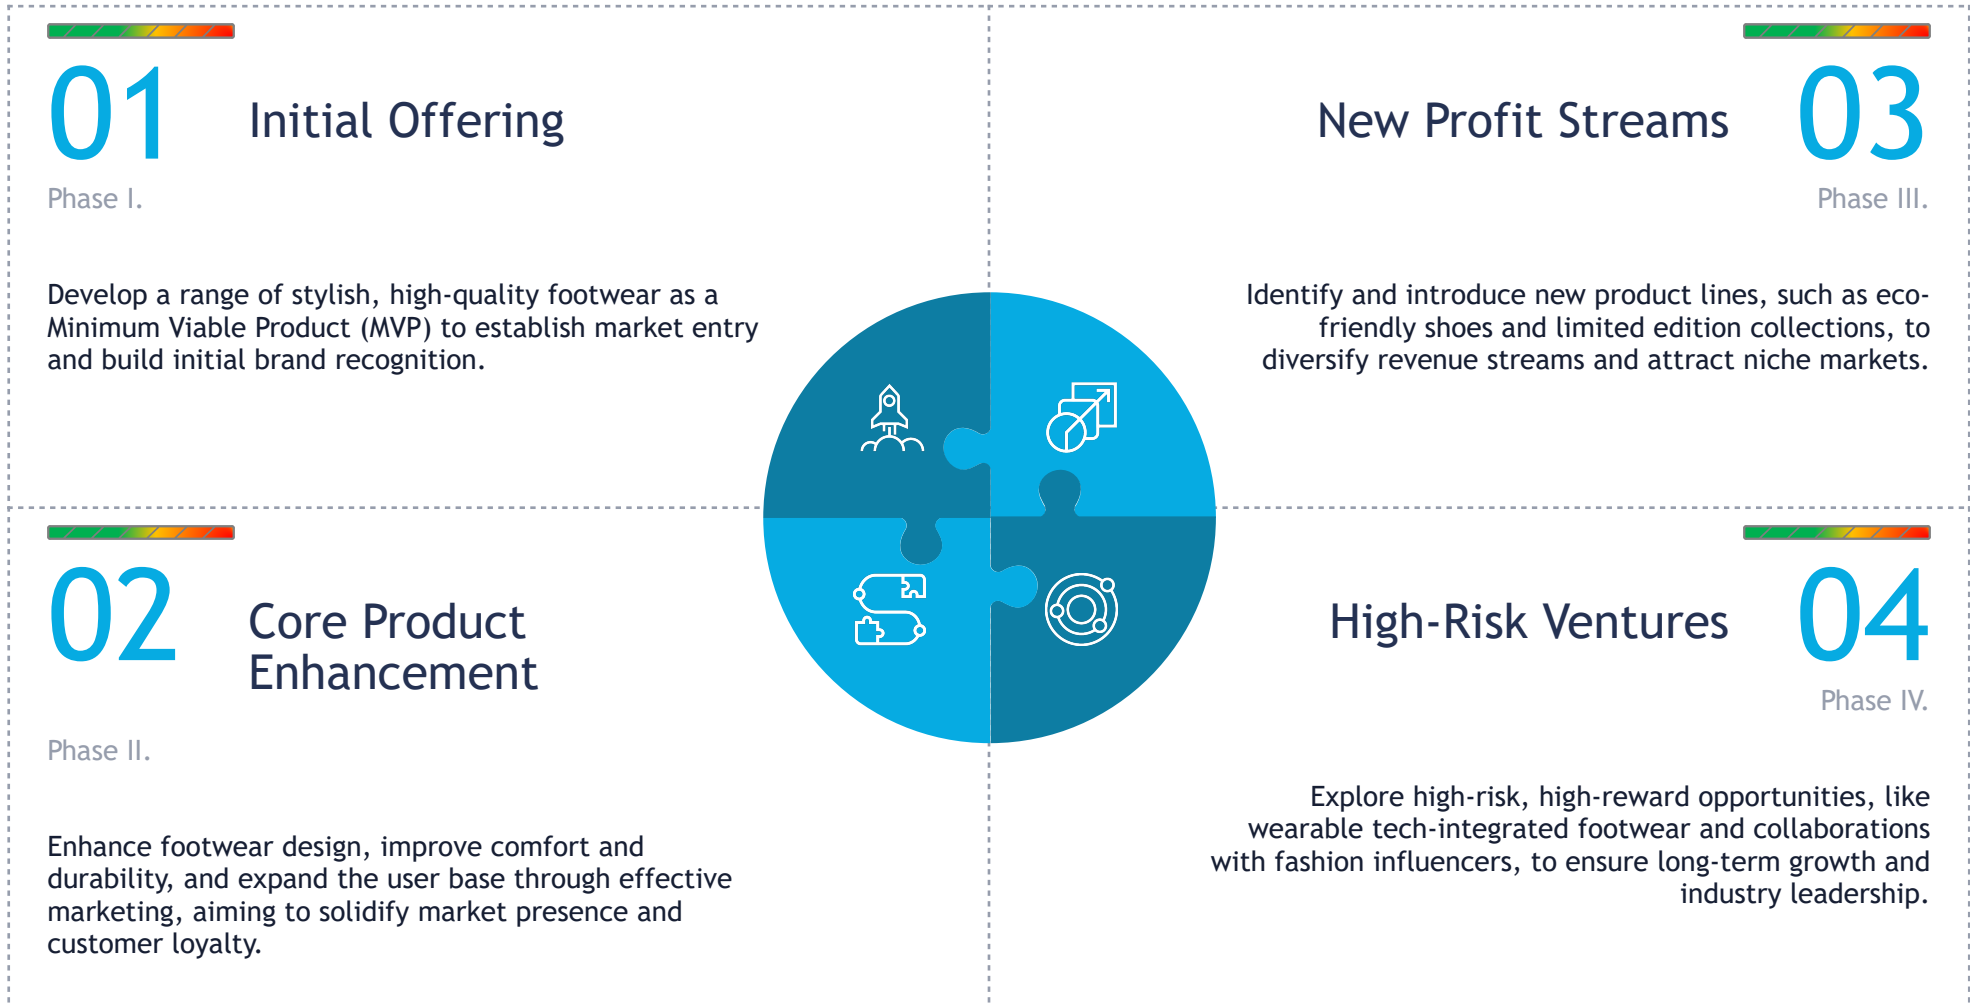 01
Initial Offering
Phase I.
Develop a range of stylish, high-quality footwear as a
Minimum Viable Product (MVP) to establish market entry
and build initial brand recognition.
02
Core Product
Enhancement
Phase II.
Enhance footwear design, improve comfort and
durability, and expand the user base through effective
marketing, aiming to solidify market presence and
customer loyalty.
New Profit Streams
03
Phase III.
Identify and introduce new product lines, such as eco-
friendly shoes and limited edition collections, to
diversify revenue streams and attract niche markets.
High-Risk Ventures
04
Phase IV.
Explore high-risk, high-reward opportunities, like
wearable tech-integrated footwear and collaborations
with fashion influencers, to ensure long-term growth and
industry leadership.